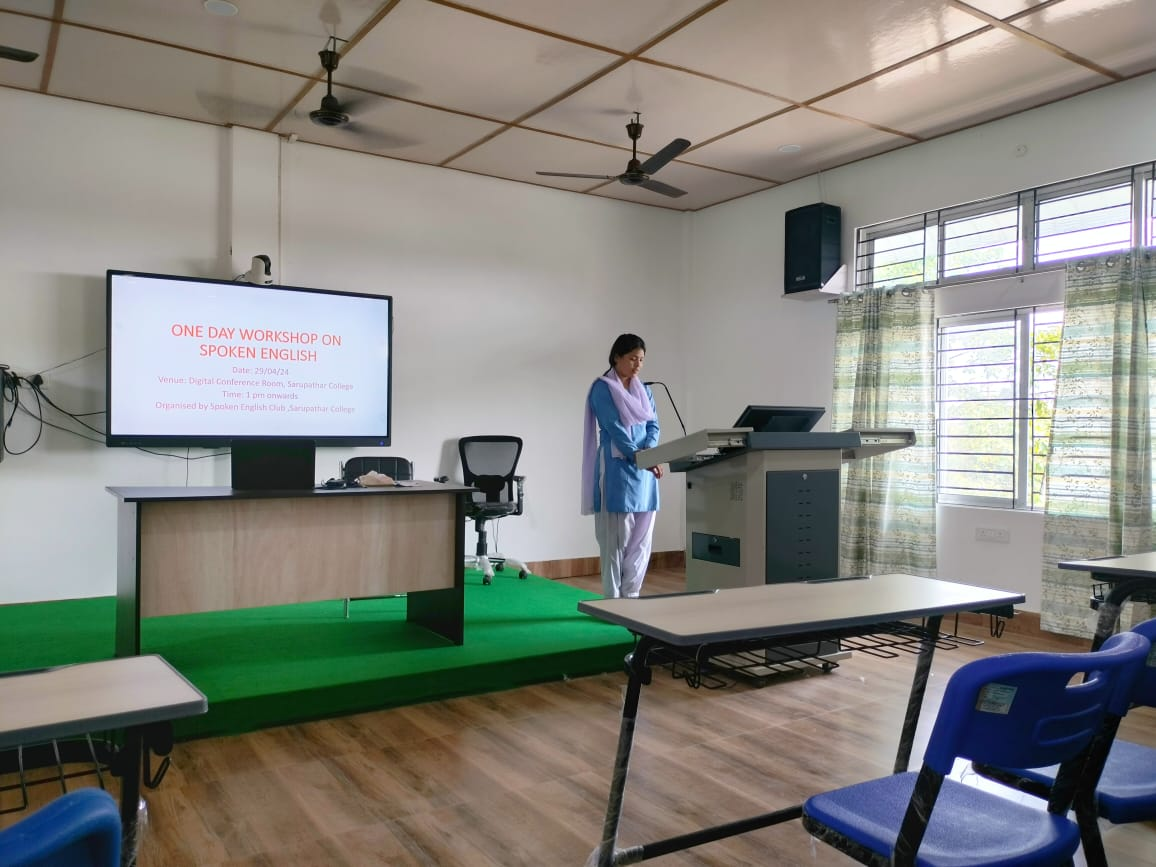 ONE DAY WORKSHOP ON
SPOKEN ENGLISH
Date: 29/04/24
Venue: Digital Conference Room, Sarupathar College
Time: 1 pm onwards
Organised by Spoken English Club ,Sarupathar College